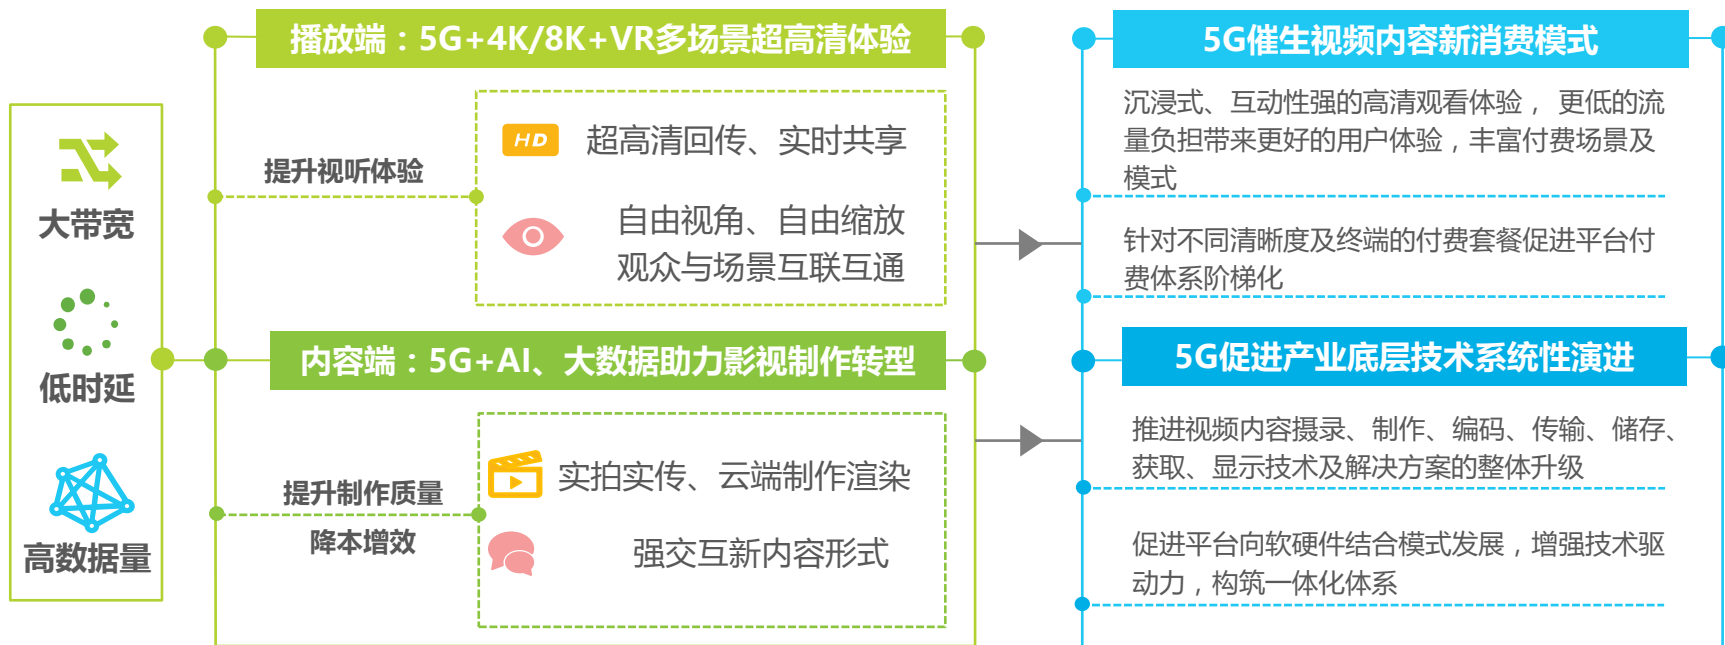 大带宽
低时延
高数据量
播放端：5G+4K/8K+VR多场景超高清体验
提升视听体验
HD
超高清回传、实时共享
自由视角、自由缩放
观众与场景互联互通
内容端：5G+AI、大数据助力影视制作转型
提升制作质量
降本增效
实拍实传、云端制作渲染
强交互新内容形式
5G催生视频内容新消费模式
沉浸式、互动性强的高清观看体验， 更低的流
量负担带来更好的用户体验，丰富付费场景及
模式
针对不同清晰度及终端的付费套餐促进平台付
费体系阶梯化
5G促进产业底层技术系统性演进
推进视频内容摄录、制作、编码、传输、储存、
获取、显示技术及解决方案的整体升级
促进平台向软硬件结合模式发展，增强技术驱
动力，构筑一体化体系